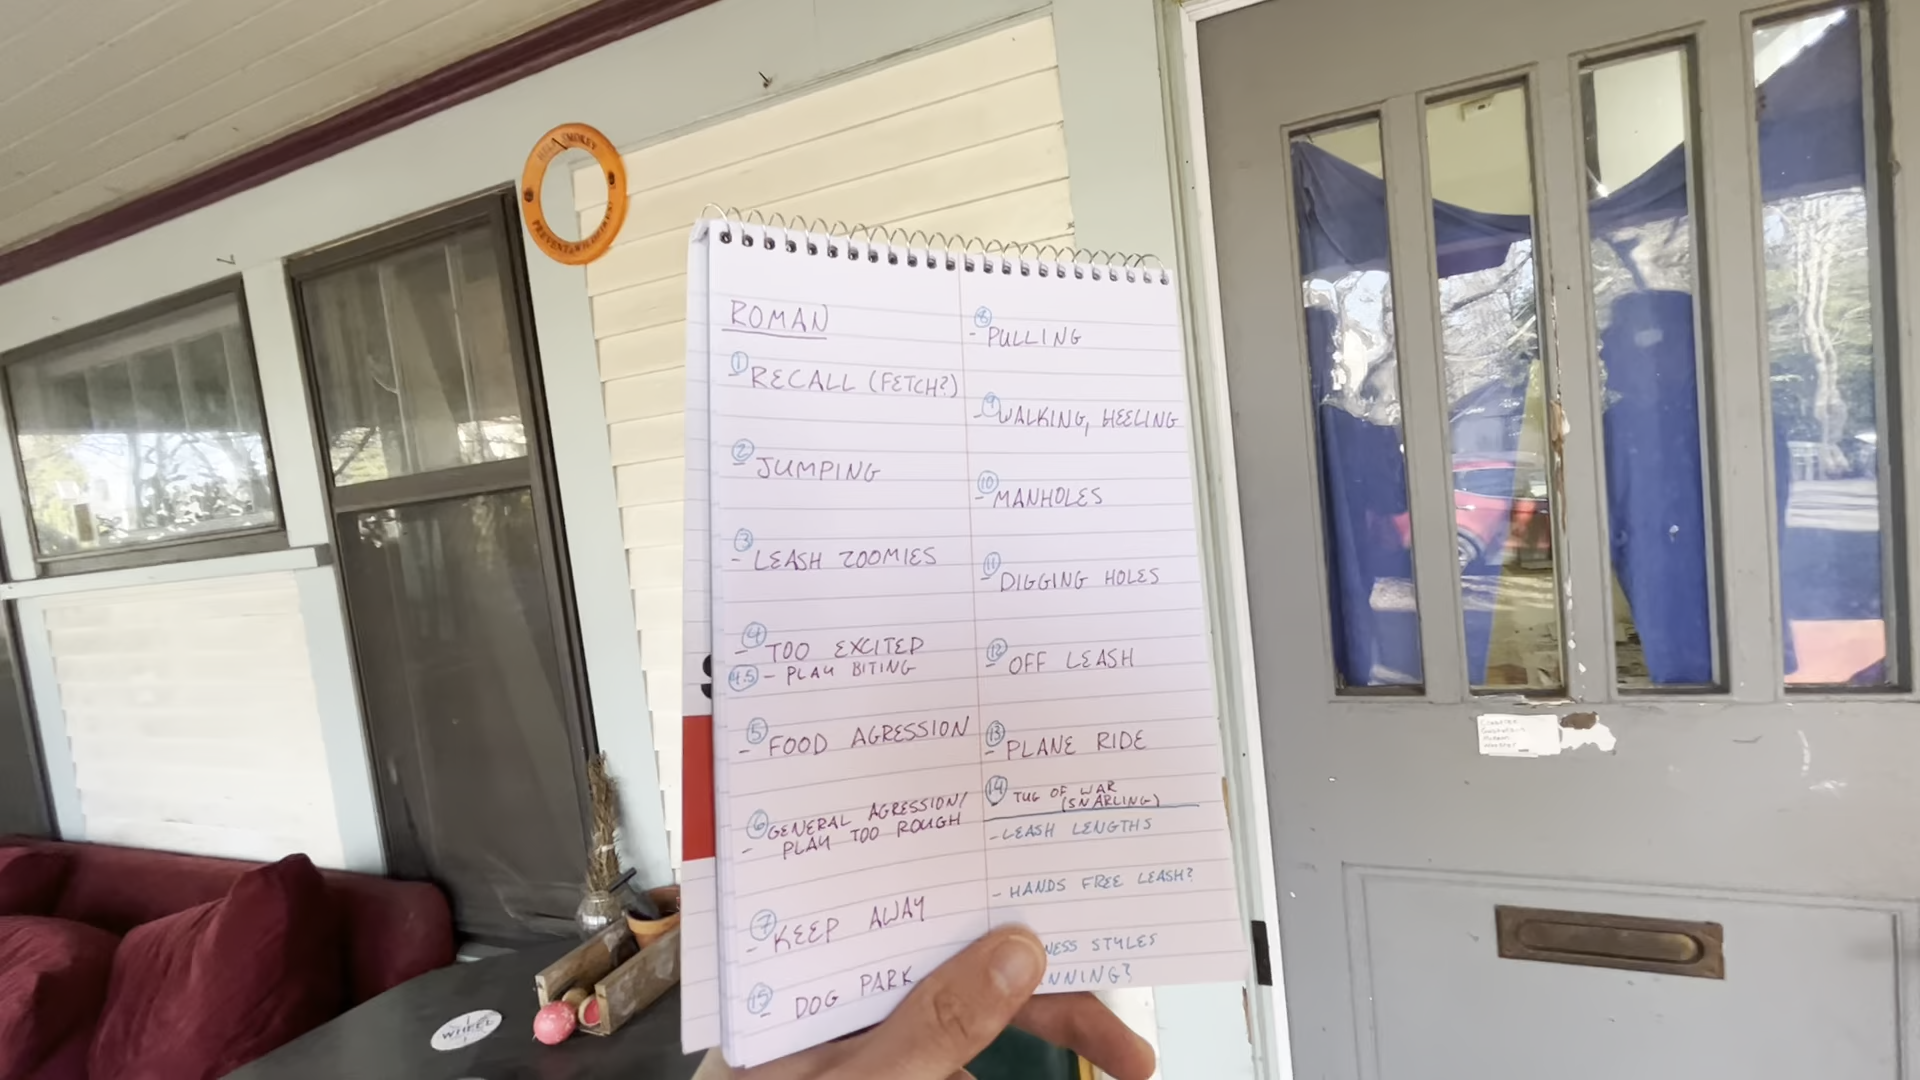 SMOKEY
ROMAN
① RECALL (FETCH?)
② - JUMPING
③ - LEASH ZOOMIES
④ - TOO EXCITED
④.5 - PLAY BITING
⑤ - FOOD AGRESSION
⑥ - GENERAL AGRESSION/
PLAY TOO ROUGH
⑦ - KEEP AWAY
⑮ - DOG PARK
⑧ - PULLING
⑨ - WALKING, HEELING
⑩ - MANHOLES
⑪ - DIGGING HOLES
⑫ - OFF LEASH
⑬ - PLANE RIDE
⑭ - TUG OF WAR
(SNARLING)
- LEASH LENGTHS
- HANDS FREE LEASH?
STYLES
WHEEL